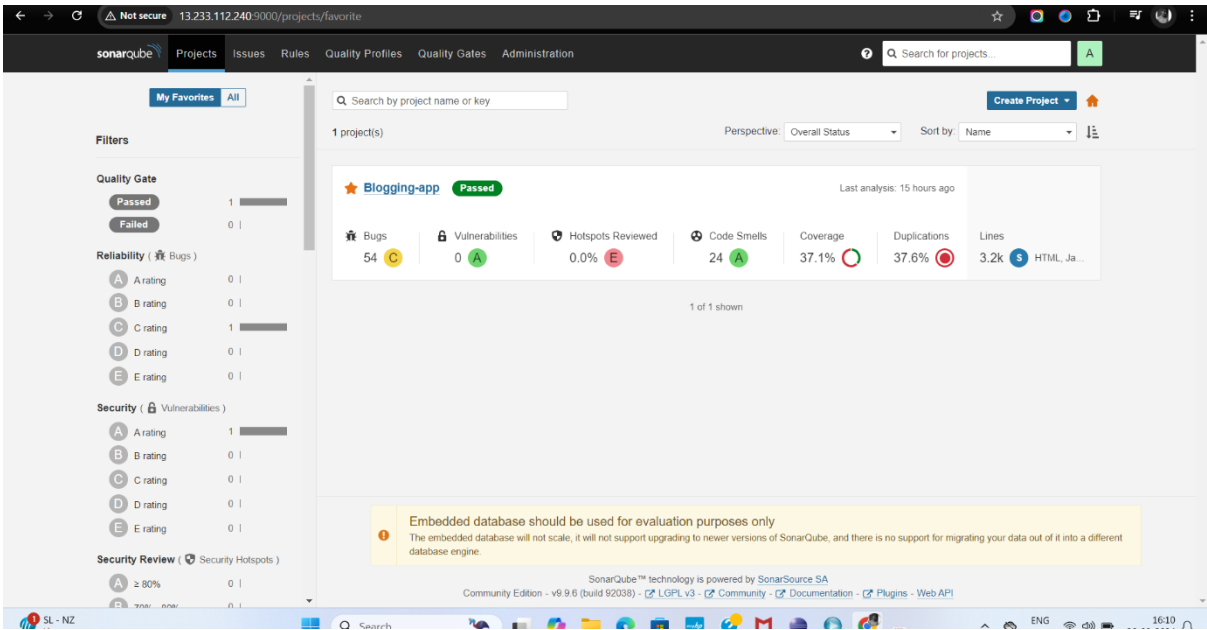 Not secure 13.233.112.240:9000/projects/favorite
sonarqube Projects Issues Rules Quality Profiles Quality Gates Administration ? Search for projects... A
My Favorites All
Filters
Quality Gate
Passed 1
Failed 0
Reliability ( Bugs )
A A rating 0
B B rating 0
C C rating 1
D D rating 0
E E rating 0
Security ( Vulnerabilities )
A A rating 1
B B rating 0
C C rating 0
D D rating 0
E E rating 0
Security Review ( Security Hotspots )
A ≥ 80% 0
Search by project name or key Create Project
1 project(s) Perspective: Overall Status Sort by: Name
Blogging-app Passed Last analysis: 15 hours ago
Bugs Vulnerabilities Hotspots Reviewed Code Smells Coverage Duplications Lines
54 C 0 A 0.0% E 24 A 37.1% 37.6% 3.2k S HTML, Ja...
1 of 1 shown
Embedded database should be used for evaluation purposes only
The embedded database will not scale, it will not support upgrading to newer versions of SonarQube, and there is no support for migrating your data out of it into a different
database engine.
SonarQube™ technology is powered by SonarSource SA
Community Edition - v9.9.6 (build 92038) - LGPL v3 - Community - Documentation - Plugins - Web API
1 SL - NZ Search ENG 16:10